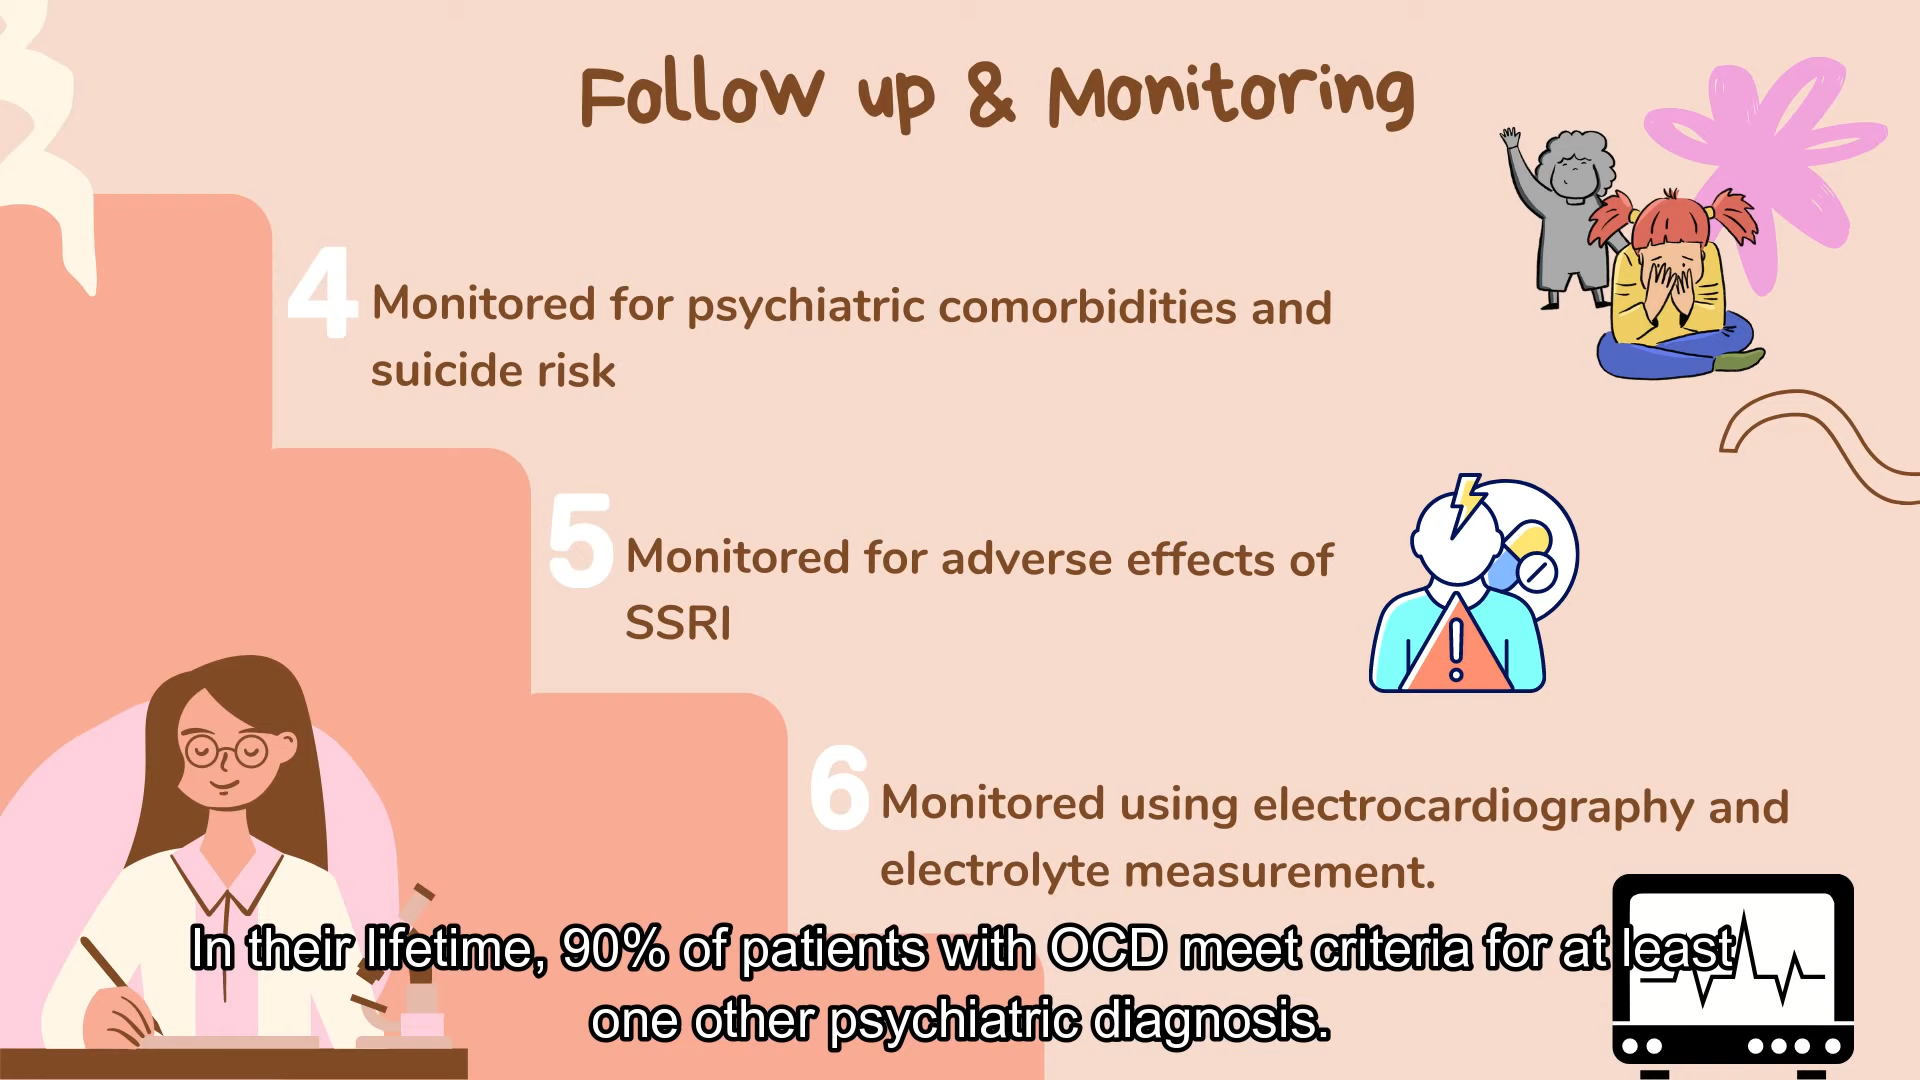 Follow up & Monitoring
4
Monitored for psychiatric comorbidities and
suicide risk
5
Monitored for adverse effects of
SSRI
6
Monitored using electrocardiography and
electrolyte measurement.
In their lifetime, 90% of patients with OCD meet criteria for at least
one other psychiatric diagnosis.